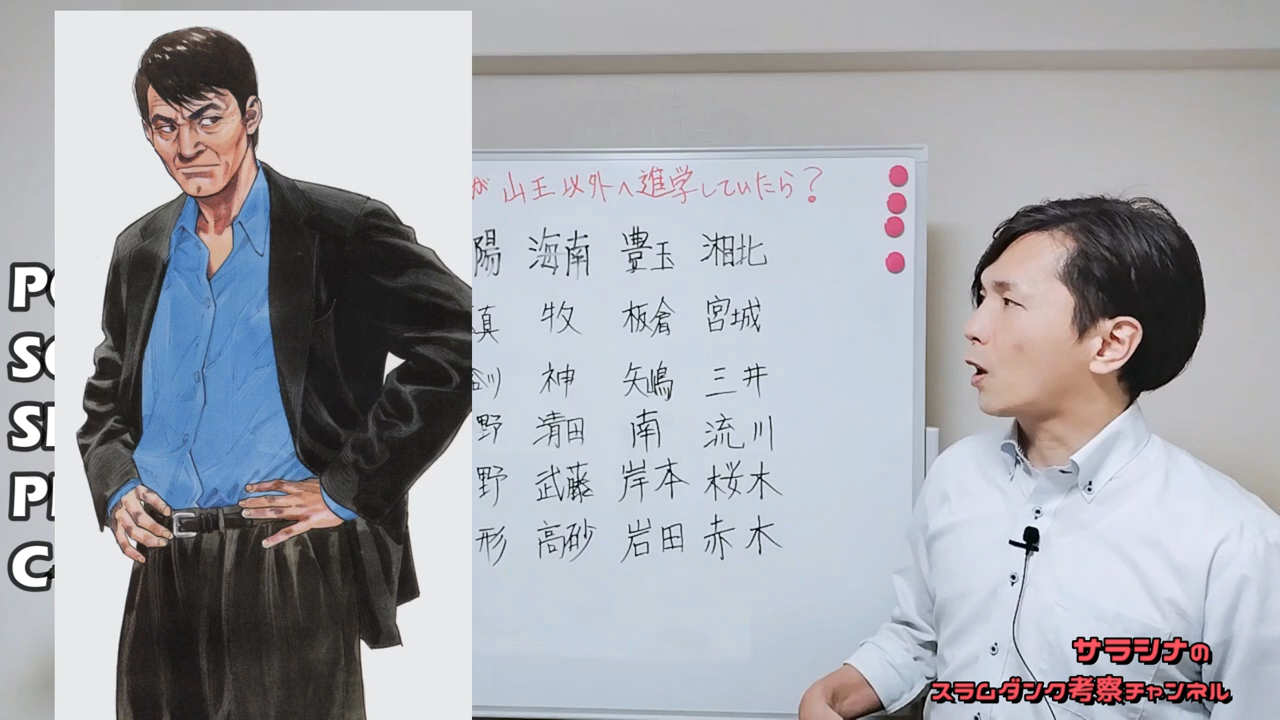 が 山王以外へ進学していたら？
陽 海南 豊玉 湘北
真 牧 板倉 宮城
神 矢嶋 三井
野 清田 南 流川
野 武藤 岸本 桜木
形 高砂 岩田 赤木
PO
SC
S
P
C
サラシナの
スラムダンク考察チャンネル